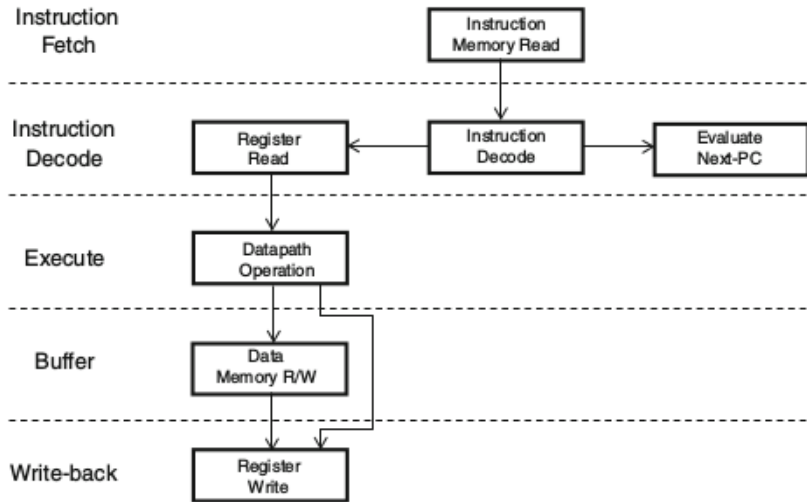 Instruction
Fetch
Instruction
Memory Read
Instruction
Decode
Register
Read
Instruction
Decode
Evaluate
Next-PC
Execute
Datapath
Operation
Buffer
Data
Memory R/W
Write-back
Register
Write